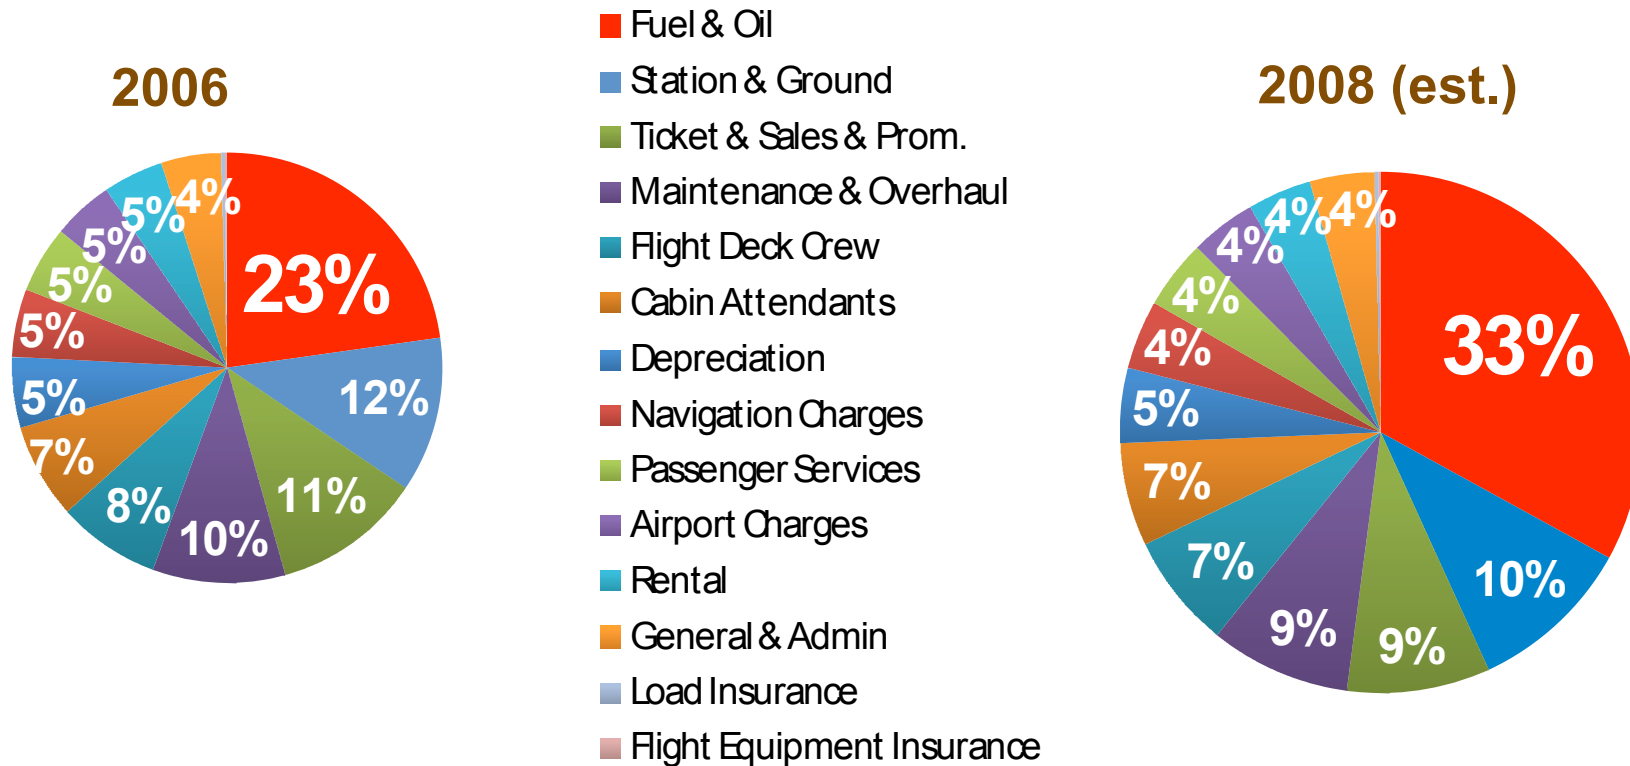 2006
4%
5%
5%
5%
5%
5%
7%
8%
10%
11%
12%
23%
Fuel & Oil
Station & Ground
Ticket & Sales & Prom.
Maintenance & Overhaul
Flight Deck Crew
Cabin Attendants
Depreciation
Navigation Charges
Passenger Services
Airport Charges
Rental
General & Admin
Load Insurance
Flight Equipment Insurance
2008 (est.)
4%
4%
4%
4%
4%
5%
7%
7%
9%
9%
10%
33%